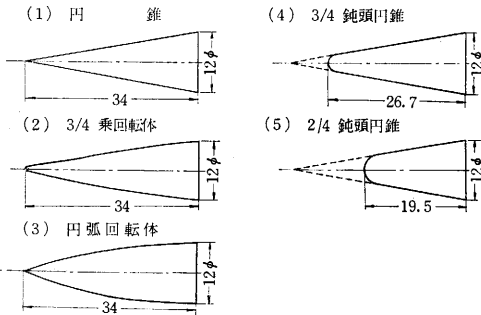 (1) 円 錐
12φ
34
(2) 3/4 乗回転体
12φ
34
(3) 円弧回転体
12φ
34
(4) 3/4 鈍頭円錐
12φ
26.7
(5) 2/4 鈍頭円錐
12φ
19.5